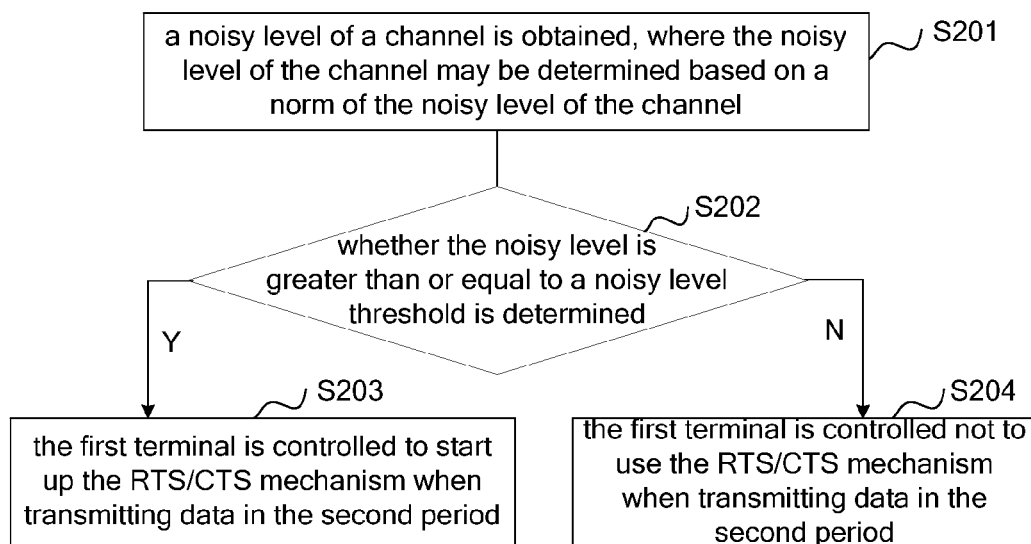 a noisy level of a channel is obtained, where the noisy
level of the channel may be determined based on a
norm of the noisy level of the channel
S201
S202
whether the noisy level is
greater than or equal to a noisy level
threshold is determined
Y
N
S203
the first terminal is controlled to start
up the RTS/CTS mechanism when
transmitting data in the second period
S204
the first terminal is controlled not to
use the RTS/CTS mechanism
when transmitting data in the
second period